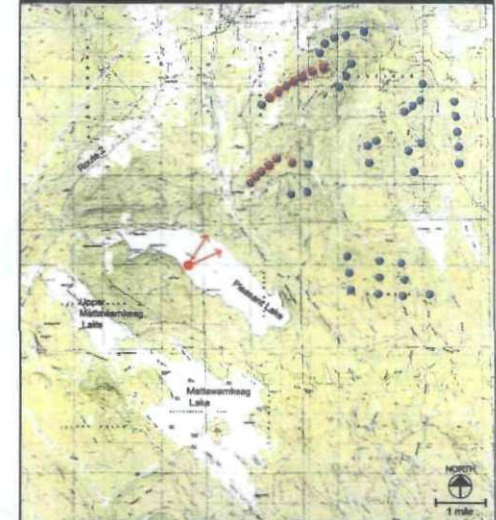 Route 2
Pleasant Lake
Upper
Mattawamkeag
Lake
Mattawamkeag
Lake
NORTH
1 mile